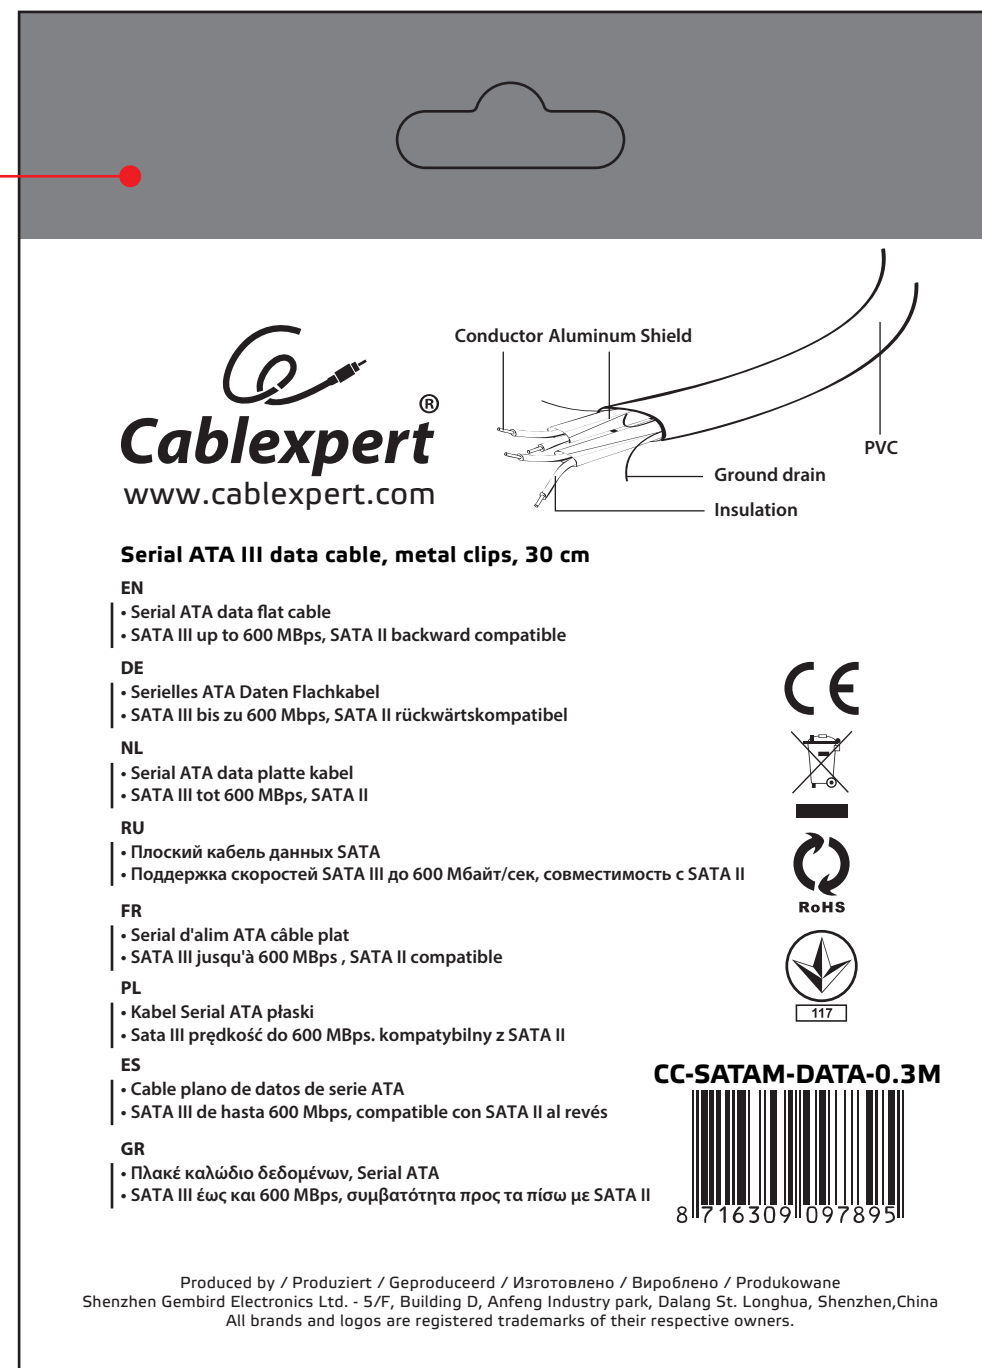 Conductor Aluminum Shield
Cablexpert®
www.cablexpert.com
PVC
Ground drain
Insulation
Serial ATA III data cable, metal clips, 30 cm
EN
• Serial ATA data flat cable
• SATA III up to 600 MBps, SATA II backward compatible
DE
• Serielles ATA Daten Flachkabel
• SATA III bis zu 600 Mbps, SATA II rückwärtskompatibel
NL
• Serial ATA data platte kabel
• SATA III tot 600 MBps, SATA II
RU
• Плоский кабель данных SATA
• Поддержка скоростей SATA III до 600 Мбайт/сек, совместимость с SATA II
FR
• Serial d'alim ATA câble plat
• SATA III jusqu'à 600 MBps , SATA II compatible
PL
• Kabel Serial ATA płaski
• Sata III prędkość do 600 MBps. kompatybilny z SATA II
ES
• Cable plano de datos de serie ATA
• SATA III de hasta 600 Mbps, compatible con SATA II al revés
GR
• Πλακέ καλώδιο δεδομένων, Serial ATA
• SATA III έως και 600 MBps, συμβατότητα προς τα πίσω με SATA II
CE
RoHS
117
CC-SATAM-DATA-0.3M
8 716309 097895
Produced by / Produziert / Geproduceerd / Изготовлено / Вироблено / Produkowane
Shenzhen Gembird Electronics Ltd. - 5/F, Building D, Anfeng Industry park, Dalang St. Longhua, Shenzhen,China
All brands and logos are registered trademarks of their respective owners.